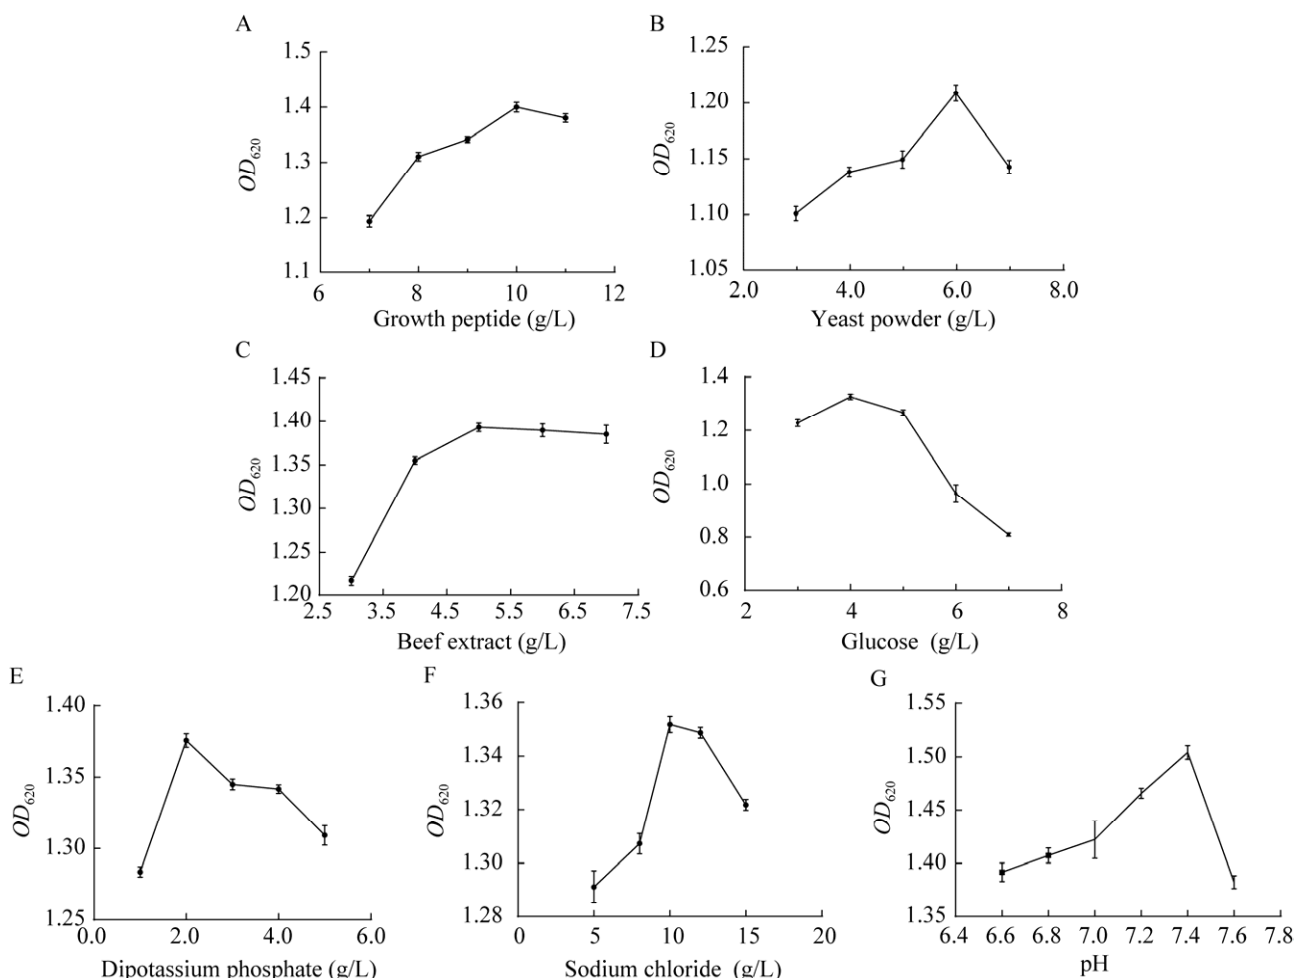 A
1.5
1.4
1.3
1.2
1.1
OD620
6 8 10 12
Growth peptide (g/L)
B
1.25
1.20
1.15
1.10
1.05
OD620
2.0 4.0 6.0 8.0
Yeast powder (g/L)
C
1.45
1.40
1.35
1.30
1.25
1.20
OD620
2.5 3.5 4.5 5.5 6.5 7.5
Beef extract (g/L)
D
1.4
1.2
1.0
0.8
0.6
OD620
2 4 6 8
Glucose (g/L)
E
1.40
1.35
1.30
1.25
OD620
0.0 2.0 4.0 6.0
Dipotassium phosphate (g/L)
F
1.36
1.34
1.32
1.30
1.28
OD620
0 5 10 15 20
Sodium chloride (g/L)
G
1.55
1.50
1.45
1.40
1.35
OD620
6.4 6.6 6.8 7.0 7.2 7.4 7.6 7.8
pH